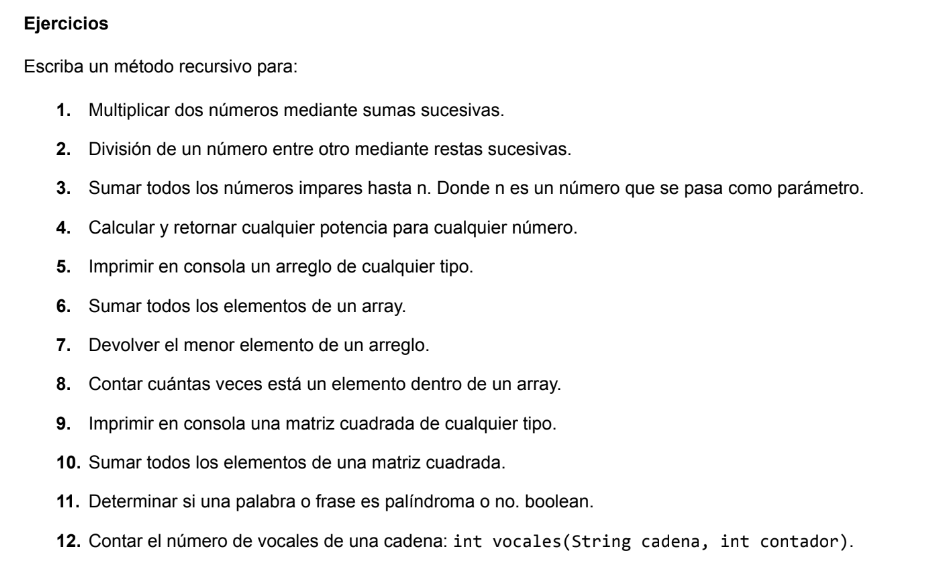 Ejercicios
Escriba un método recursivo para:
1. Multiplicar dos números mediante sumas sucesivas.
2. División de un número entre otro mediante restas sucesivas.
3. Sumar todos los números impares hasta n. Donde n es un número que se pasa como parámetro.
4. Calcular y retornar cualquier potencia para cualquier número.
5. Imprimir en consola un arreglo de cualquier tipo.
6. Sumar todos los elementos de un array.
7. Devolver el menor elemento de un arreglo.
8. Contar cuántas veces está un elemento dentro de un array.
9. Imprimir en consola una matriz cuadrada de cualquier tipo.
10. Sumar todos los elementos de una matriz cuadrada.
11. Determinar si una palabra o frase es palíndroma o no. boolean.
12. Contar el número de vocales de una cadena: int vocales(String cadena, int contador).